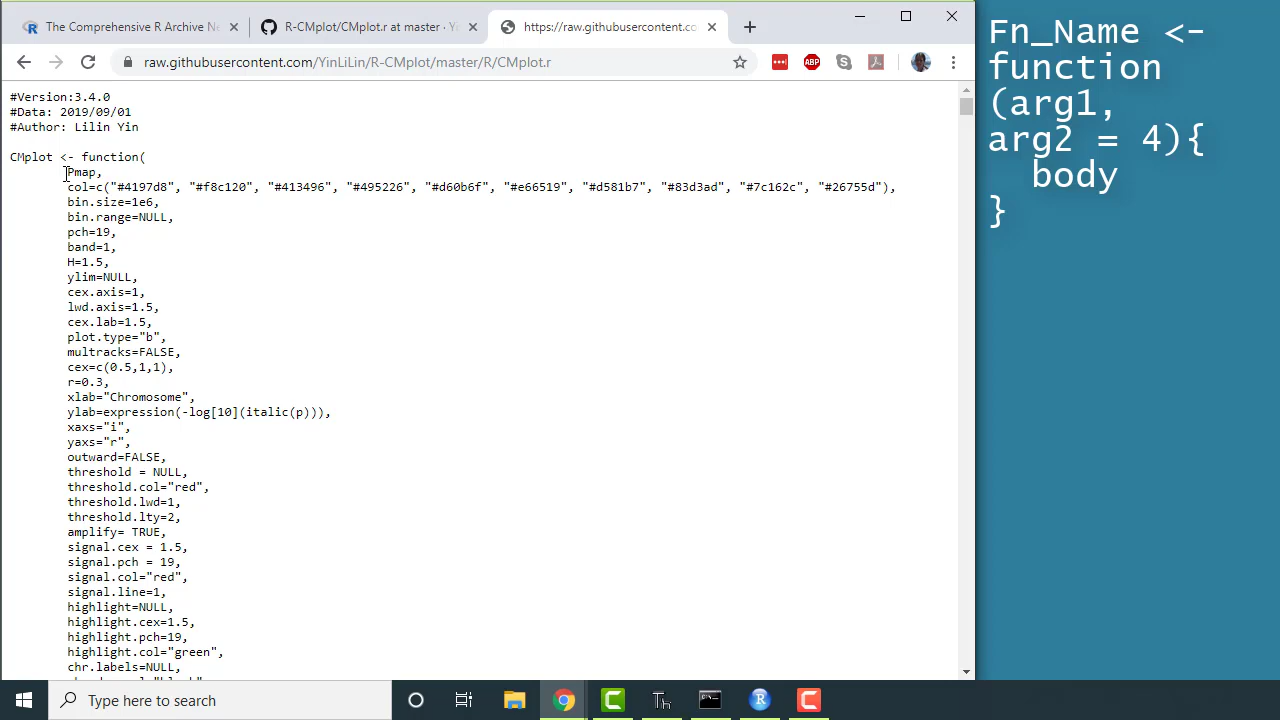 The Comprehensive R Archive Ne
R-CMplot/CMplot.r at master · Yin
https://raw.githubusercontent.co
raw.githubusercontent.com/YinLiLin/R-CMplot/master/R/CMplot.r
ABP
#Version:3.4.0
#Data: 2019/09/01
#Author: Lilin Yin
CMplot <- function(
Pmap,
col=c("#4197d8", "#f8c120", "#413496", "#495226", "#d60b6f", "#e66519", "#d581b7", "#83d3ad", "#7c162c", "#26755d"),
bin.size=1e6,
bin.range=NULL,
pch=19,
band=1,
H=1.5,
ylim=NULL,
cex.axis=1,
lwd.axis=1.5,
cex.lab=1.5,
plot.type="b",
multracks=FALSE,
cex=c(0.5,1,1),
r=0.3,
xlab="Chromosome",
ylab=expression(-log[10](italic(p))),
xaxs="i",
yaxs="r",
outward=FALSE,
threshold = NULL,
threshold.col="red",
threshold.lwd=1,
threshold.lty=2,
amplify= TRUE,
signal.cex = 1.5,
signal.pch = 19,
signal.col="red",
signal.line=1,
highlight=NULL,
highlight.cex=1.5,
highlight.pch=19,
highlight.col="green",
chr.labels=NULL,
Fn_Name <-
function
(arg1,
arg2 = 4){
body
}
Type here to search